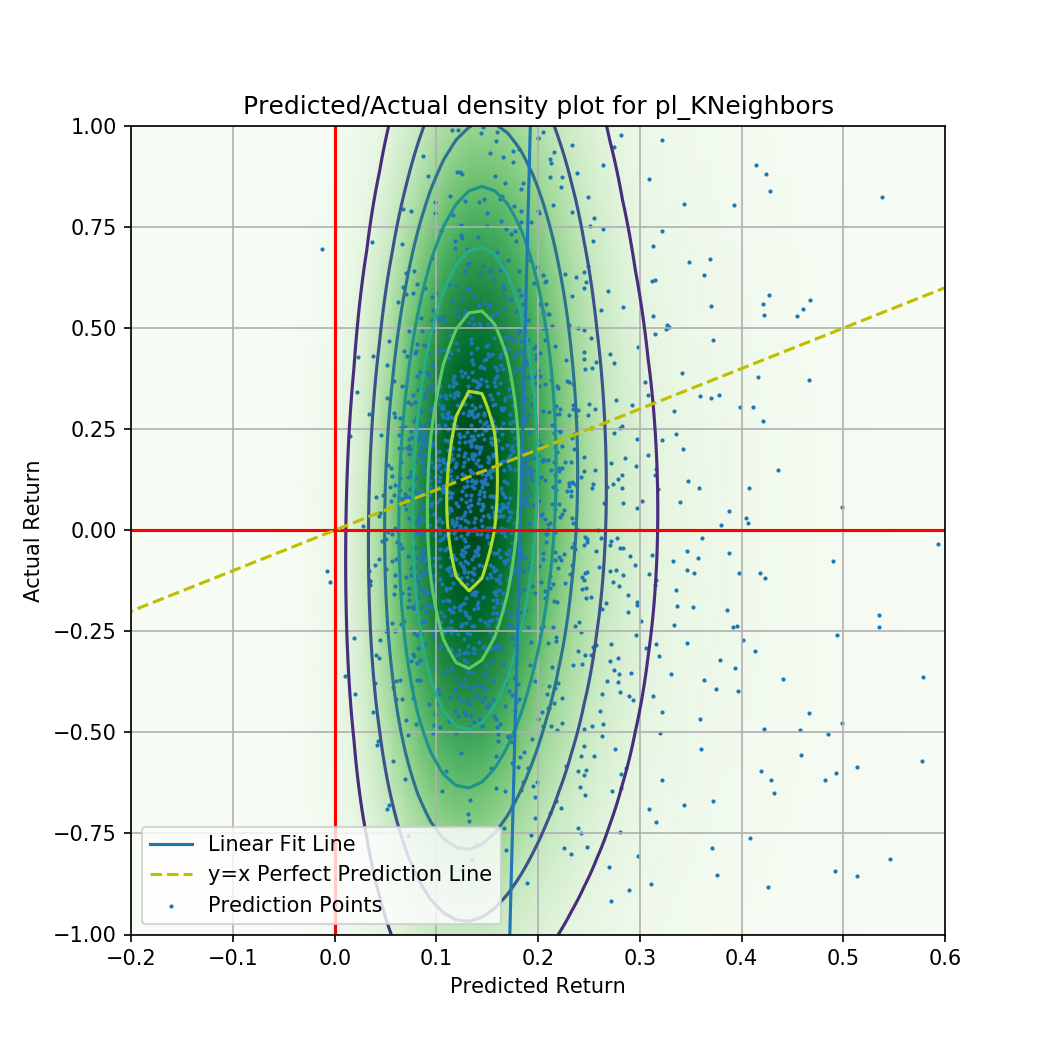 Predicted/Actual density plot for pl_KNeighbors
1.00
0.75
0.50
0.25
0.00
−0.25
−0.50
−0.75
−1.00
Actual Return
Linear Fit Line
y=x Perfect Prediction Line
Prediction Points
−0.2 −0.1 0.0 0.1 0.2 0.3 0.4 0.5 0.6
Predicted Return